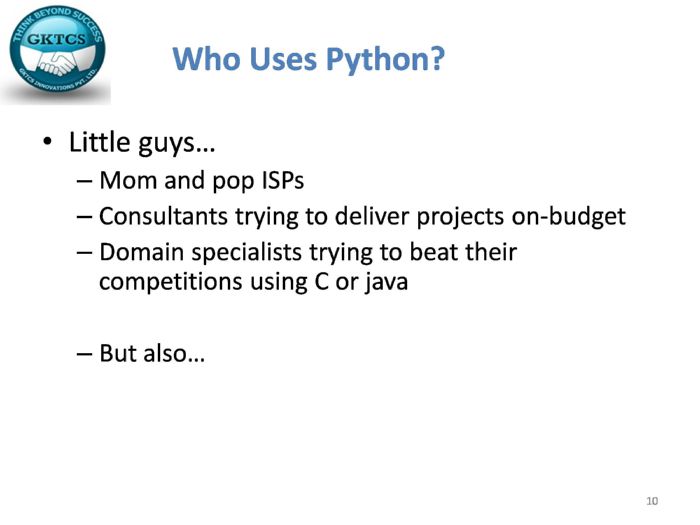 THINK BEYOND SUCCESS
GKTCS
GKTCS INNOVATIONS PVT. LTD.
Who Uses Python?
• Little guys…
– Mom and pop ISPs
– Consultants trying to deliver projects on-budget
– Domain specialists trying to beat their
competitions using C or java
– But also…
10